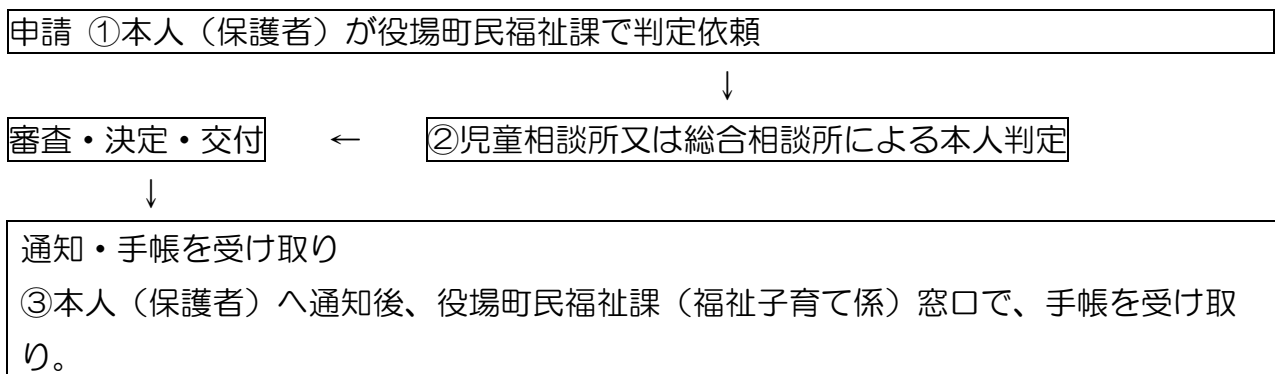 申請 ①本人（保護者）が役場町民福祉課で判定依頼
↓
審査・決定・交付 ← ②児童相談所又は総合相談所による本人判定
↓
通知・手帳を受け取り
③本人（保護者）へ通知後、役場町民福祉課（福祉子育て係）窓口で、手帳を受け取
り。